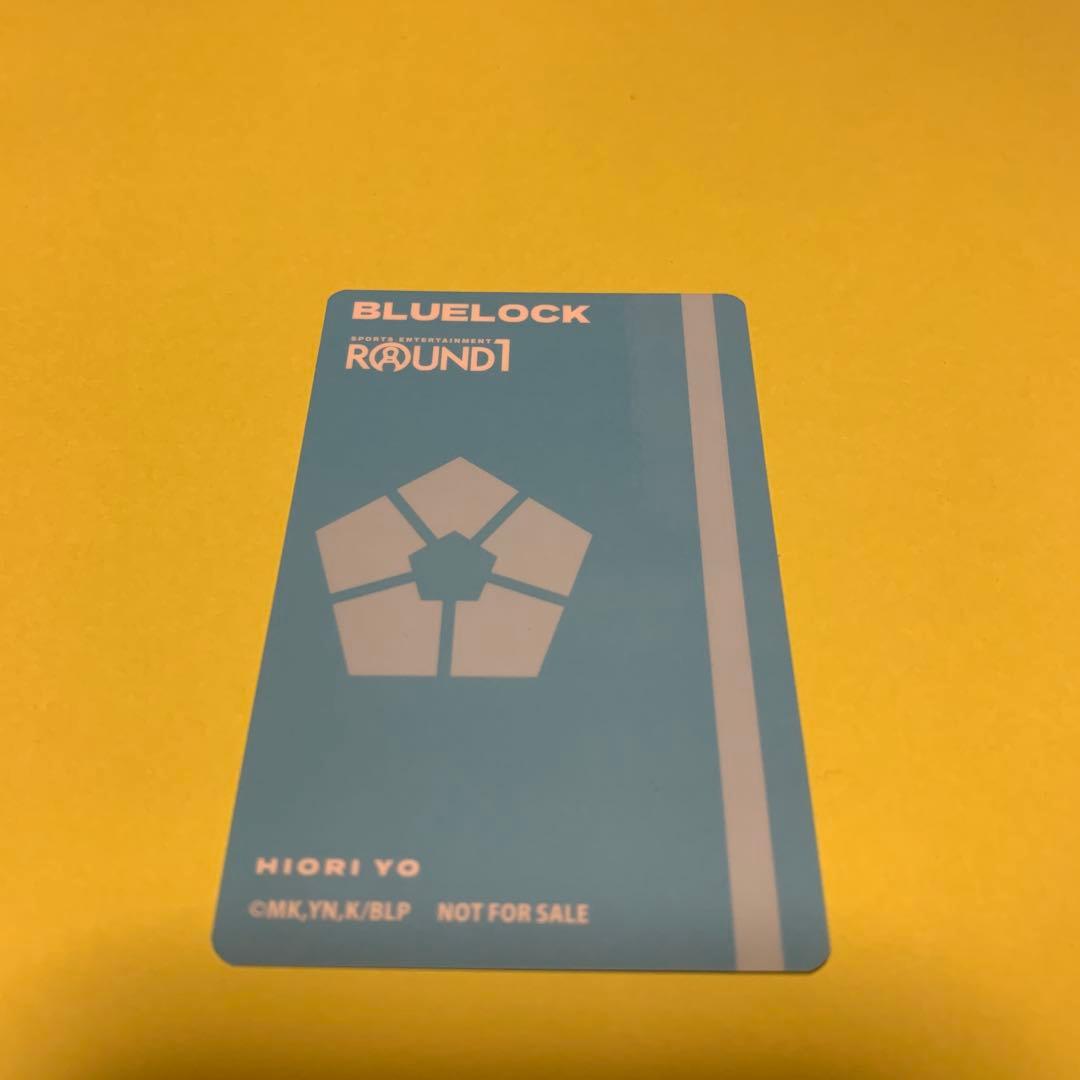 BLUELOCK
SPORTS ENTERTAINMENT
ROUND1
HIORI YO
©MK,YN,K/BLP NOT FOR SALE